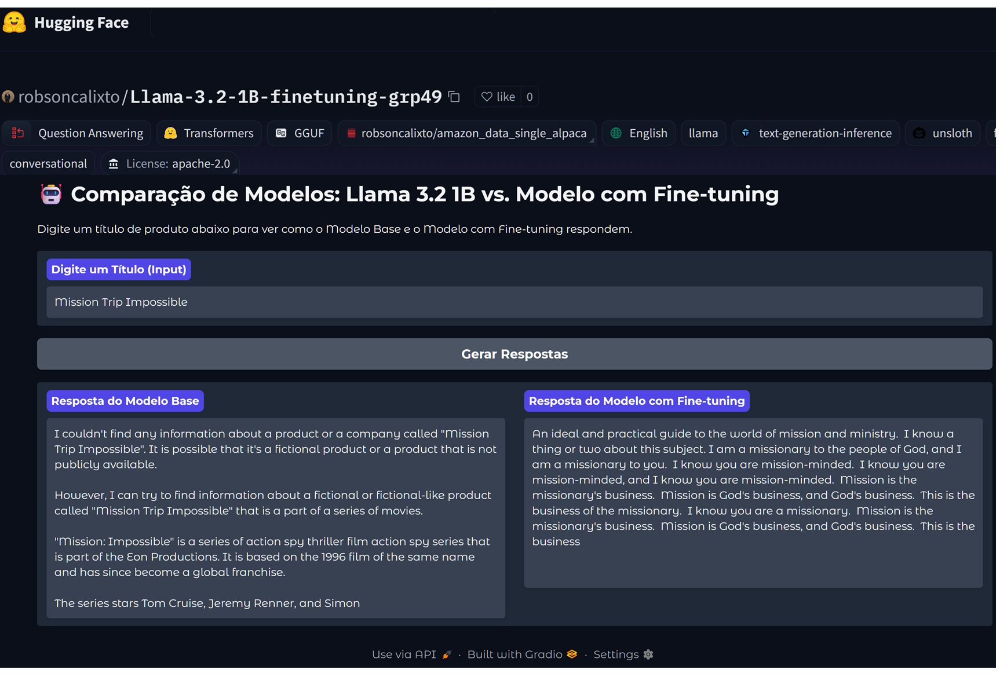 Hugging Face
robsoncalixto/Llama-3.2-1B-finetuning-grp49 like 0
Question Answering Transformers GGUF robsoncalixto/amazon_data_single_alpaca English llama text-generation-inference unsloth
conversational License: apache-2.0
Comparação de Modelos: Llama 3.2 1B vs. Modelo com Fine-tuning
Digite um título de produto abaixo para ver como o Modelo Base e o Modelo com Fine-tuning respondem.
Digite um Título (Input)
Mission Trip Impossible
Gerar Respostas
Resposta do Modelo Base
I couldn't find any information about a product or a company called "Mission
Trip Impossible". It is possible that it's a fictional product or a product that is not
publicly available.
However, I can try to find information about a fictional or fictional-like product
called "Mission Trip Impossible" that is a part of a series of movies.
"Mission: Impossible" is a series of action spy thriller film action spy series that
is part of the Eon Productions. It is based on the 1996 film of the same name
and has since become a global franchise.
The series stars Tom Cruise, Jeremy Renner, and Simon
Resposta do Modelo com Fine-tuning
An ideal and practical guide to the world of mission and ministry. I know a
thing or two about this subject. I am a missionary to the people of God, and I
am a missionary to you. I know you are mission-minded. I know you are
mission-minded, and I know you are mission-minded. Mission is the
missionary's business. Mission is God's business, and God's business. This is the
business of the missionary. I know you are a missionary. Mission is the
missionary's business. Mission is God's business, and God's business. This is the
business
Use via API · Built with Gradio · Settings